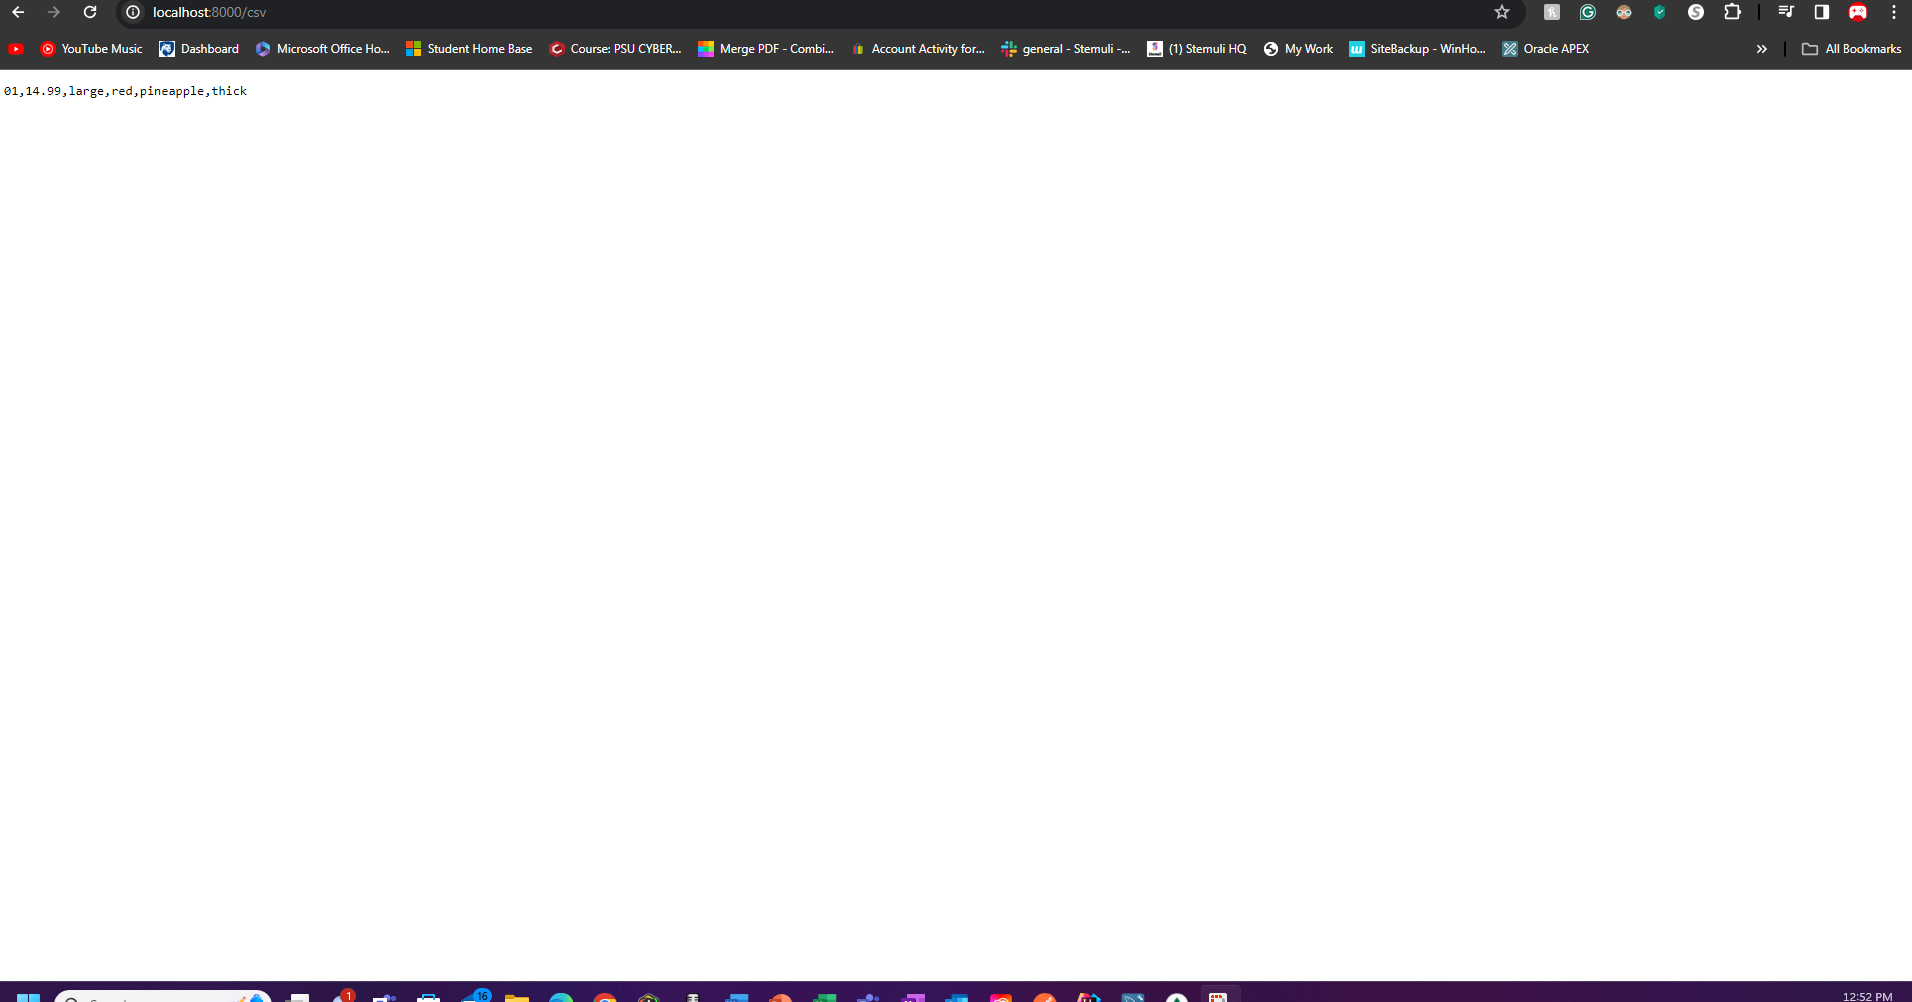 localhost:8000/csv
YouTube Music Dashboard Microsoft Office Ho... Student Home Base Course: PSU CYBER... Merge PDF - Combi... Account Activity for... general - Stemuli -... (1) Stemuli HQ My Work SiteBackup - WinHo... Oracle APEX » All Bookmarks
01,14.99,large,red,pineapple,thick
1 16
12:52 PM